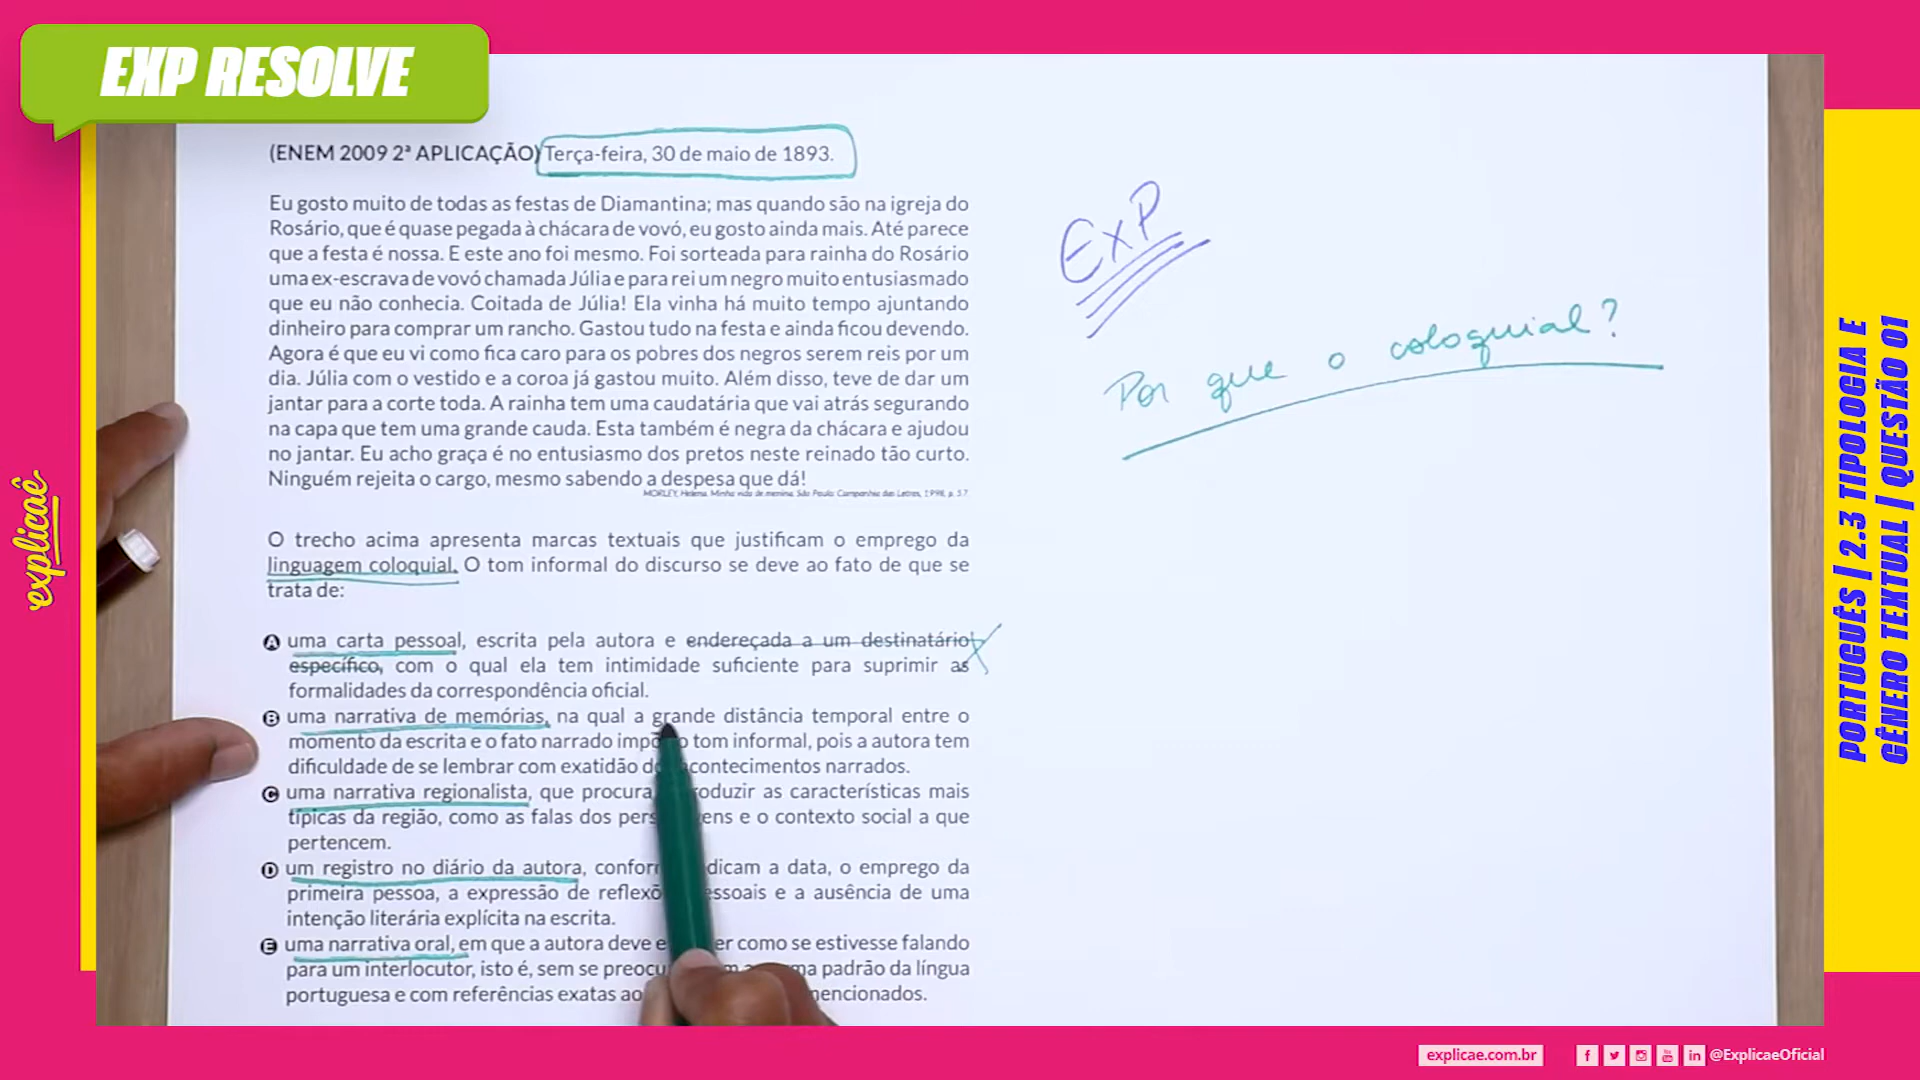 EXP RESOLVE
(ENEM 2009 2ª APLICAÇÃO) Terça-feira, 30 de maio de 1893.
Eu gosto muito de todas as festas de Diamantina; mas quando são na igreja do
Rosário, que é quase pegada à chácara de vovó, eu gosto ainda mais. Até parece
que a festa é nossa. E este ano foi mesmo. Foi sorteada para rainha do Rosário
uma ex-escrava de vovó chamada Júlia e para rei um negro muito entusiasmado
que eu não conhecia. Coitada de Júlia! Ela vinha há muito tempo ajuntando
dinheiro para comprar um rancho. Gastou tudo na festa e ainda ficou devendo.
Agora é que eu vi como fica caro para os pobres dos negros serem reis por um
dia. Júlia com o vestido e a coroa já gastou muito. Além disso, teve de dar um
jantar para a corte toda. A rainha tem uma caudatária que vai atrás segurando
na capa que tem uma grande cauda. Esta também é negra da chácara e ajudou
no jantar. Eu acho graça é no entusiasmo dos pretos neste reinado tão curto.
Ninguém rejeita o cargo, mesmo sabendo a despesa que dá!
MORLEY, Helena. Minha vida de menina. São Paulo: Companhia das Letras, 1998, p. 57.
O trecho acima apresenta marcas textuais que justificam o emprego da
linguagem coloquial. O tom informal do discurso se deve ao fato de que se
trata de:
A uma carta pessoal, escrita pela autora e endereçada a um destinatário
específico, com o qual ela tem intimidade suficiente para suprimir as
formalidades da correspondência oficial.
B uma narrativa de memórias, na qual a grande distância temporal entre o
momento da escrita e o fato narrado impõ o tom informal, pois a autora tem
dificuldade de se lembrar com exatidão do acontecimentos narrados.
C uma narrativa regionalista, que procura oduzir as características mais
típicas da região, como as falas dos pers ens e o contexto social a que
pertencem.
D um registro no diário da autora, conforn dicam a data, o emprego da
primeira pessoa, a expressão de reflexõ essoais e a ausência de uma
intenção literária explícita na escrita.
E uma narrativa oral, em que a autora deve e er como se estivesse falando
para um interlocutor, isto é, sem se preocu ma padrão da língua
portuguesa e com referências exatas ao mencionados.
EXP
Por que o coloquial?
explicaê
PORTUGUÊS | 2.3 TIPOLOGIA E
GÊNERO TEXTUAL | QUESTÃO 01
explicae.com.br
@ExplicaeOficial